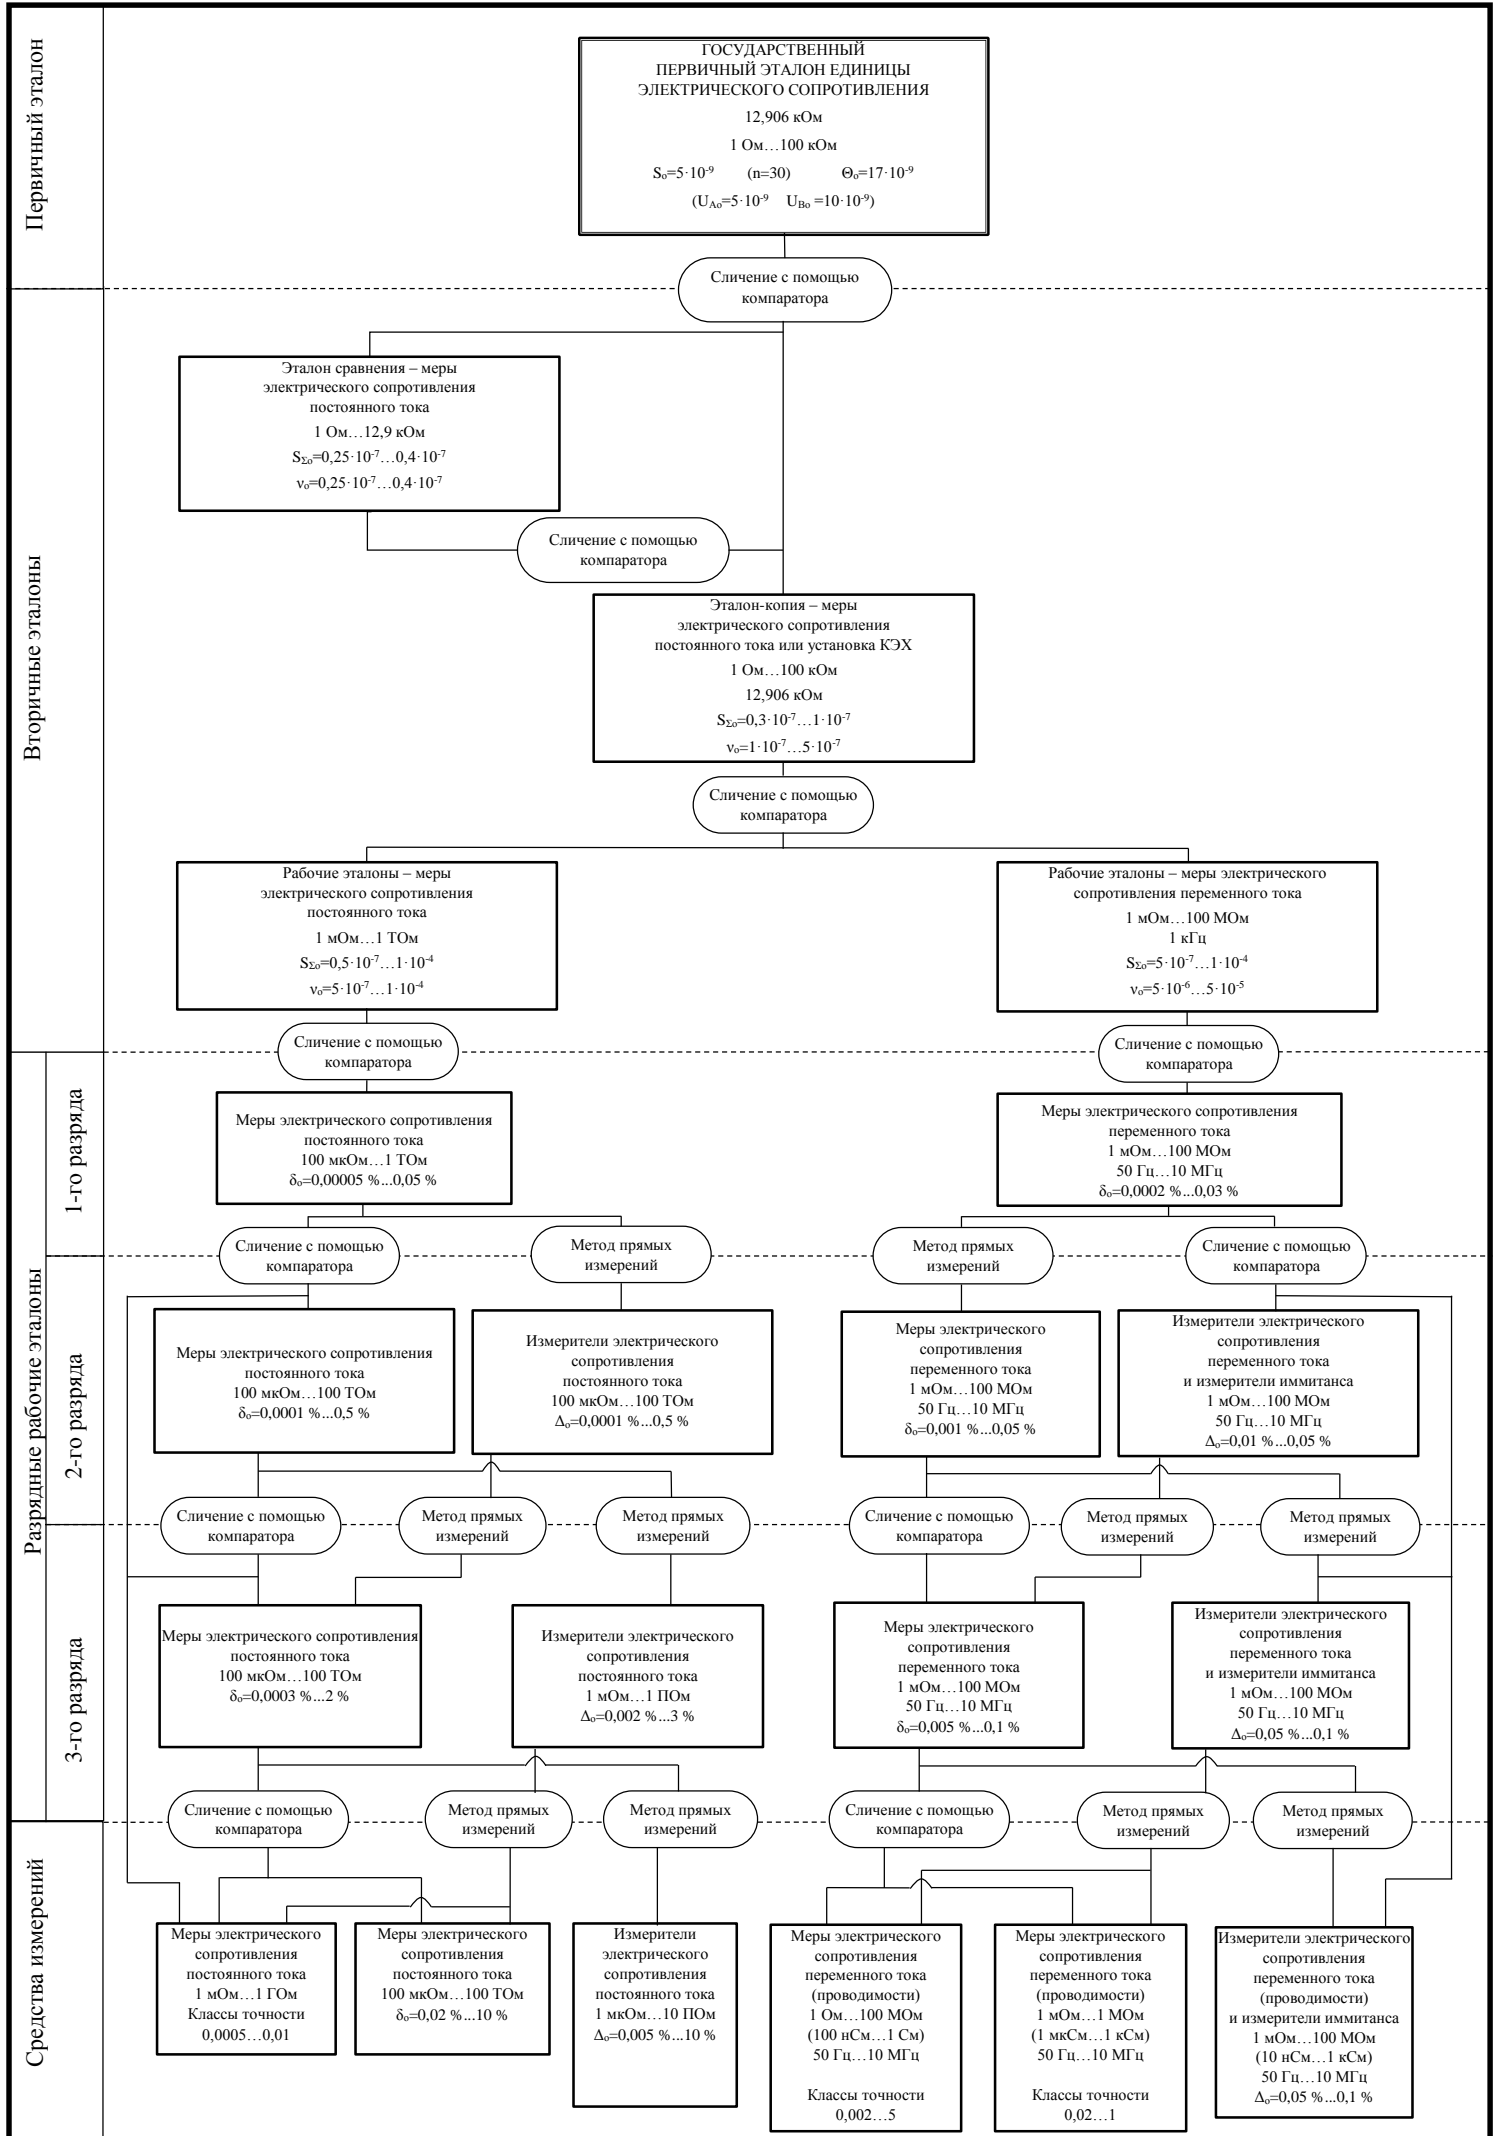 Первичный эталон
ГОСУДАРСТВЕННЫЙ
ПЕРВИЧНЫЙ ЭТАЛОН ЕДИНИЦЫ
ЭЛЕКТРИЧЕСКОГО СОПРОТИВЛЕНИЯ
12,906 кОм
1 Ом…100 кОм
Sₒ=5·10⁻⁹ (n=30) Θₒ=17·10⁻⁹
(U_Aₒ=5·10⁻⁹ U_Bₒ =10·10⁻⁹)
Сличение с помощью
компаратора
Вторичные эталоны
Эталон сравнения – меры
электрического сопротивления
постоянного тока
1 Ом…12,9 кОм
S_Σₒ=0,25·10⁻⁷…0,4·10⁻⁷
νₒ=0,25·10⁻⁷…0,4·10⁻⁷
Сличение с помощью
компаратора
Эталон-копия – меры
электрического сопротивления
постоянного тока или установка КЭХ
1 Ом…100 кОм
12,906 кОм
S_Σₒ=0,3·10⁻⁷…1·10⁻⁷
νₒ=1·10⁻⁷…5·10⁻⁷
Сличение с помощью
компаратора
Рабочие эталоны – меры
электрического сопротивления
постоянного тока
1 мОм…1 ТОм
S_Σₒ=0,5·10⁻⁷…1·10⁻⁴
νₒ=5·10⁻⁷…1·10⁻⁴
Рабочие эталоны – меры электрического
сопротивления переменного тока
1 мОм…100 МОм
1 кГц
S_Σₒ=5·10⁻⁷…1·10⁻⁴
νₒ=5·10⁻⁶…5·10⁻⁵
Сличение с помощью
компаратора
Сличение с помощью
компаратора
Разрядные рабочие эталоны
1-го разряда
Меры электрического сопротивления
постоянного тока
100 мкОм…1 ТОм
δₒ=0,00005 %...0,05 %
Меры электрического сопротивления
переменного тока
1 мОм…100 МОм
50 Гц…10 МГц
δₒ=0,0002 %...0,03 %
Сличение с помощью
компаратора
Метод прямых
измерений
Метод прямых
измерений
Сличение с помощью
компаратора
2-го разряда
Меры электрического сопротивления
постоянного тока
100 мкОм…100 ТОм
δₒ=0,0001 %...0,5 %
Измерители электрического
сопротивления
постоянного тока
100 мкОм…100 ТОм
Δₒ=0,0001 %...0,5 %
Меры электрического
сопротивления
переменного тока
1 мОм…100 МОм
50 Гц…10 МГц
δₒ=0,001 %...0,05 %
Измерители электрического
сопротивления
переменного тока
и измерители иммитанса
1 мОм…100 МОм
50 Гц…10 МГц
Δₒ=0,01 %...0,05 %
Сличение с помощью
компаратора
Метод прямых
измерений
Метод прямых
измерений
Сличение с помощью
компаратора
Метод прямых
измерений
Метод прямых
измерений
3-го разряда
Меры электрического сопротивления
постоянного тока
100 мкОм…100 ТОм
δₒ=0,0003 %...2 %
Измерители электрического
сопротивления
постоянного тока
1 мОм…1 ПОм
Δₒ=0,002 %...3 %
Меры электрического
сопротивления
переменного тока
1 мОм…100 МОм
50 Гц…10 МГц
δₒ=0,005 %...0,1 %
Измерители электрического
сопротивления
переменного тока
и измерители иммитанса
1 мОм…100 МОм
50 Гц…10 МГц
Δₒ=0,05 %...0,1 %
Сличение с помощью
компаратора
Метод прямых
измерений
Метод прямых
измерений
Сличение с помощью
компаратора
Метод прямых
измерений
Метод прямых
измерений
Средства измерений
Меры электрического
сопротивления
постоянного тока
1 мОм…1 ГОм
Классы точности
0,0005…0,01
Меры электрического
сопротивления
постоянного тока
100 мкОм…100 ТОм
δₒ=0,02 %...10 %
Измерители
электрического
сопротивления
постоянного тока
1 мкОм…10 ПОм
Δₒ=0,005 %...10 %
Меры электрического
сопротивления
переменного тока
(проводимости)
1 Ом…100 МОм
(100 нСм…1 См)
50 Гц…10 МГц
Классы точности
0,002…5
Меры электрического
сопротивления
переменного тока
(проводимости)
1 мОм…1 МОм
(1 мкСм…1 кСм)
50 Гц…10 МГц
Классы точности
0,02…1
Измерители электрического
сопротивления
переменного тока
(проводимости)
и измерители иммитанса
1 мОм…100 МОм
(10 нСм…1 кСм)
50 Гц…10 МГц
Δₒ=0,05 %...0,1 %